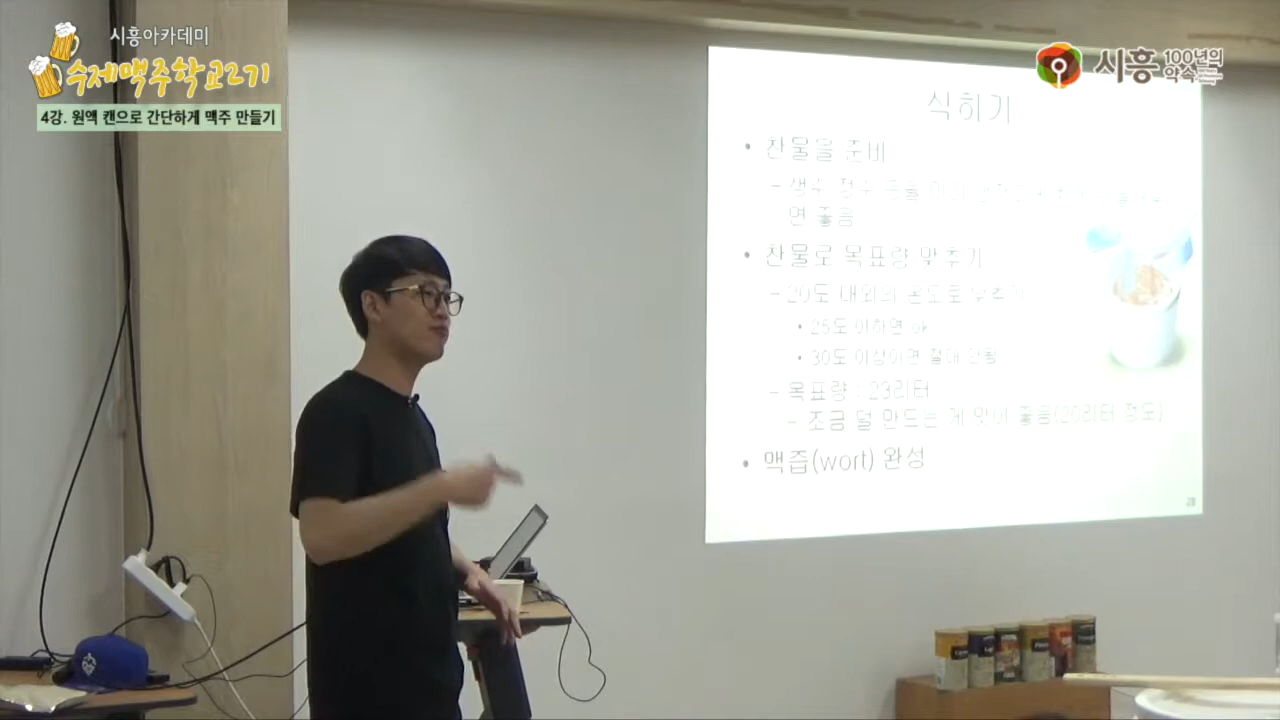 시흥아카데미
수제맥주학교2기
4강. 원액 캔으로 간단하게 맥주 만들기
시흥 100년의 약속
식히기
• 찬물을 준비
– 생수, 정수
면 좋음
• 찬물로 목표량 맞추기
– 20도 내외의 온도로 낮추기
• 25도 이하면 ok
• 30도 이상이면 절대 안됨
– 목표량 : 23리터
– 조금 덜 만드는 게 맛이 좋음(20리터 정도)
• 맥즙(wort) 완성